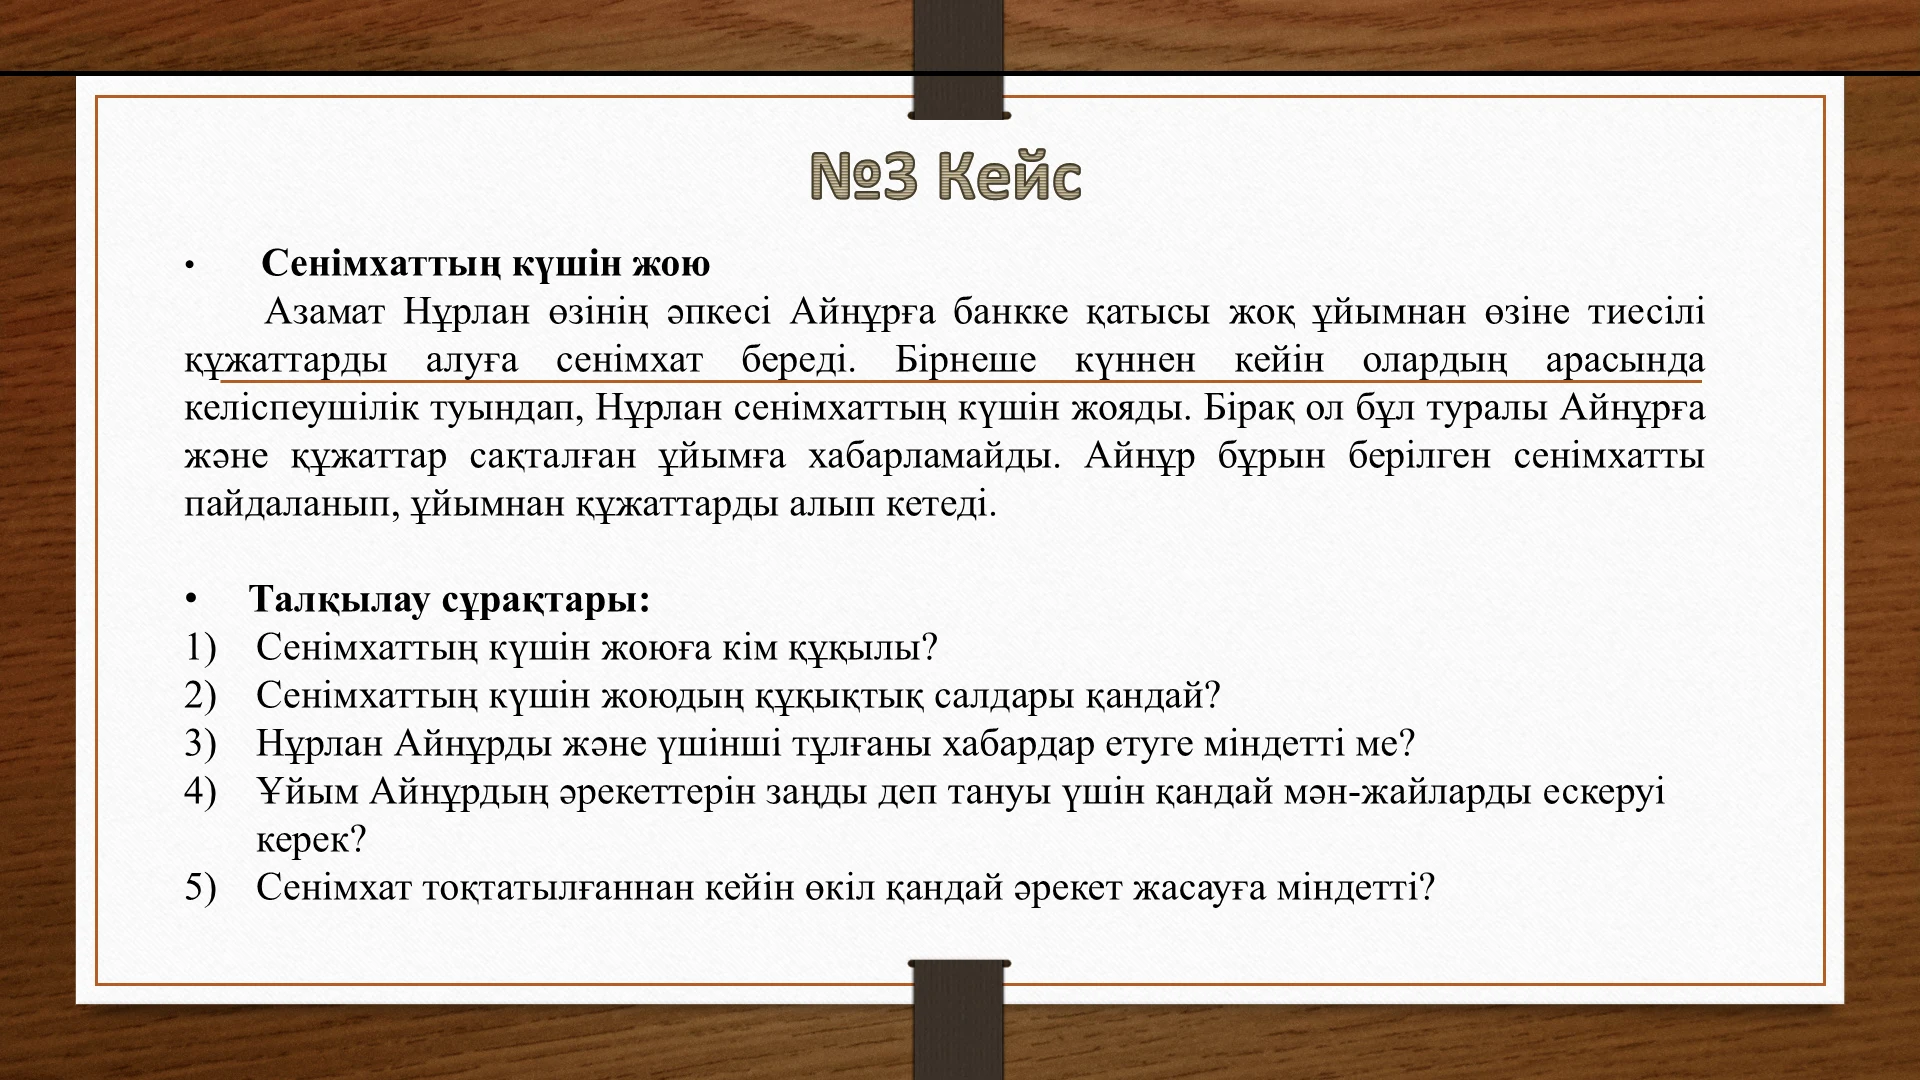 №3 Кейс
• Сенімхаттың күшін жою
Азамат Нұрлан өзінің әпкесі Айнұрға банкке қатысы жоқ ұйымнан өзіне тиесілі
құжаттарды алуға сенімхат береді. Бірнеше күннен кейін олардың арасында
келіспеушілік туындап, Нұрлан сенімхаттың күшін жояды. Бірақ ол бұл туралы Айнұрға
және құжаттар сақталған ұйымға хабарламайды. Айнұр бұрын берілген сенімхатты
пайдаланып, ұйымнан құжаттарды алып кетеді.
• Талқылау сұрақтары:
1) Сенімхаттың күшін жоюға кім құқылы?
2) Сенімхаттың күшін жоюдың құқықтық салдары қандай?
3) Нұрлан Айнұрды және үшінші тұлғаны хабардар етуге міндетті ме?
4) Ұйым Айнұрдың әрекеттерін заңды деп тануы үшін қандай мән-жайларды ескеруі
керек?
5) Сенімхат тоқтатылғаннан кейін өкіл қандай әрекет жасауға міндетті?